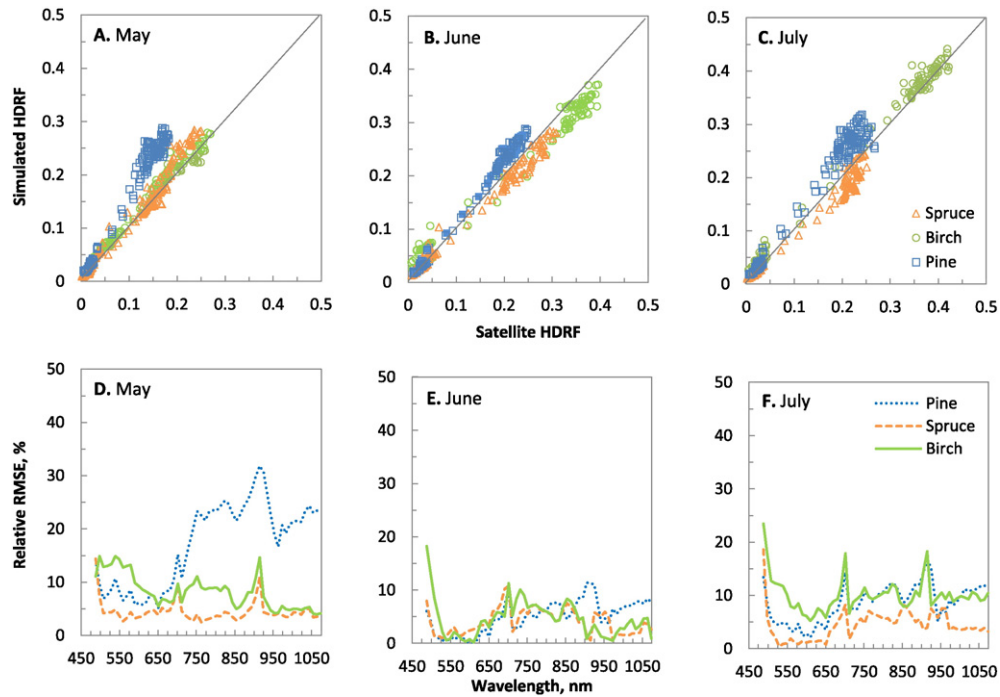 A. May
B. June
C. July
Simulated HDRF
0.5
0.4
0.3
0.2
0.1
0
0 0.1 0.2 0.3 0.4 0.5
0.5
0.4
0.3
0.2
0.1
0
0 0.1 0.2 0.3 0.4 0.5
0.5
0.4
0.3
0.2
0.1
0
0 0.1 0.2 0.3 0.4 0.5
Spruce
Birch
Pine
Satellite HDRF
D. May
E. June
F. July
Relative RMSE, %
50
40
30
20
10
0
450 550 650 750 850 950 1050
50
40
30
20
10
0
450 550 650 750 850 950 1050
50
40
30
20
10
0
450 550 650 750 850 950 1050
Pine
Spruce
Birch
Wavelength, nm